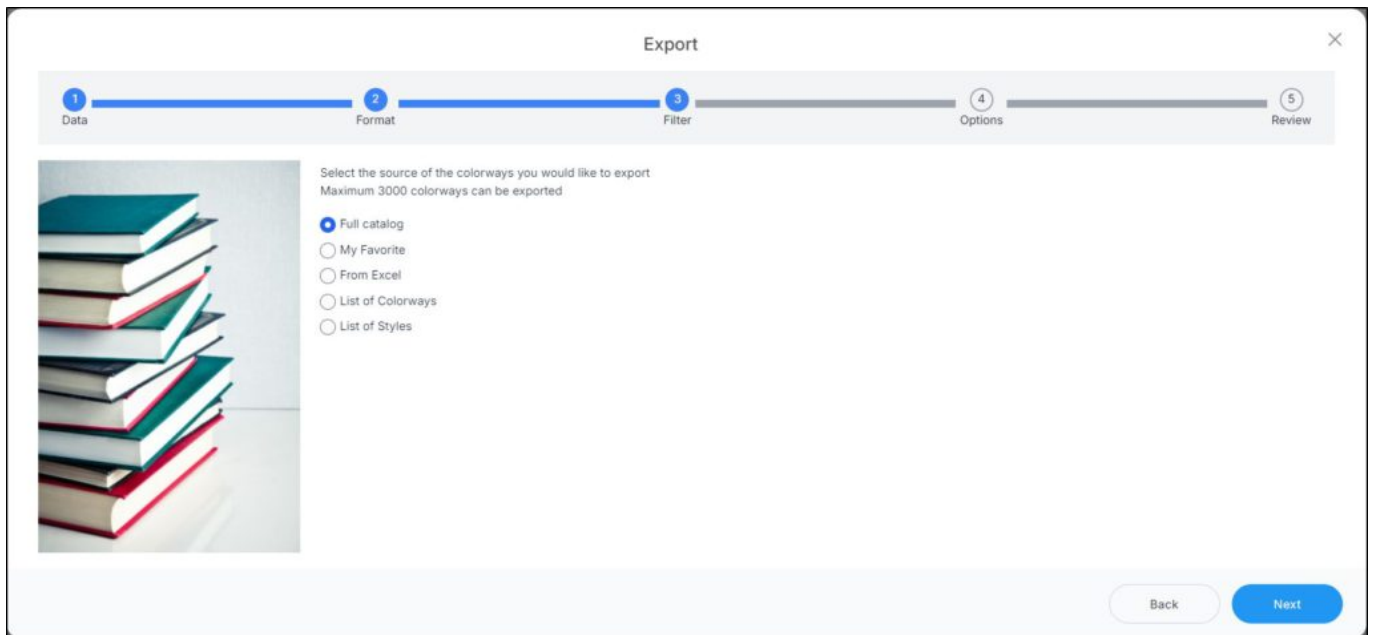 Export
1
2
3
4
5
Data
Format
Filter
Options
Review
Select the source of the colorways you would like to export
Maximum 3000 colorways can be exported
Full catalog
My Favorite
From Excel
List of Colorways
List of Styles
Back
Next